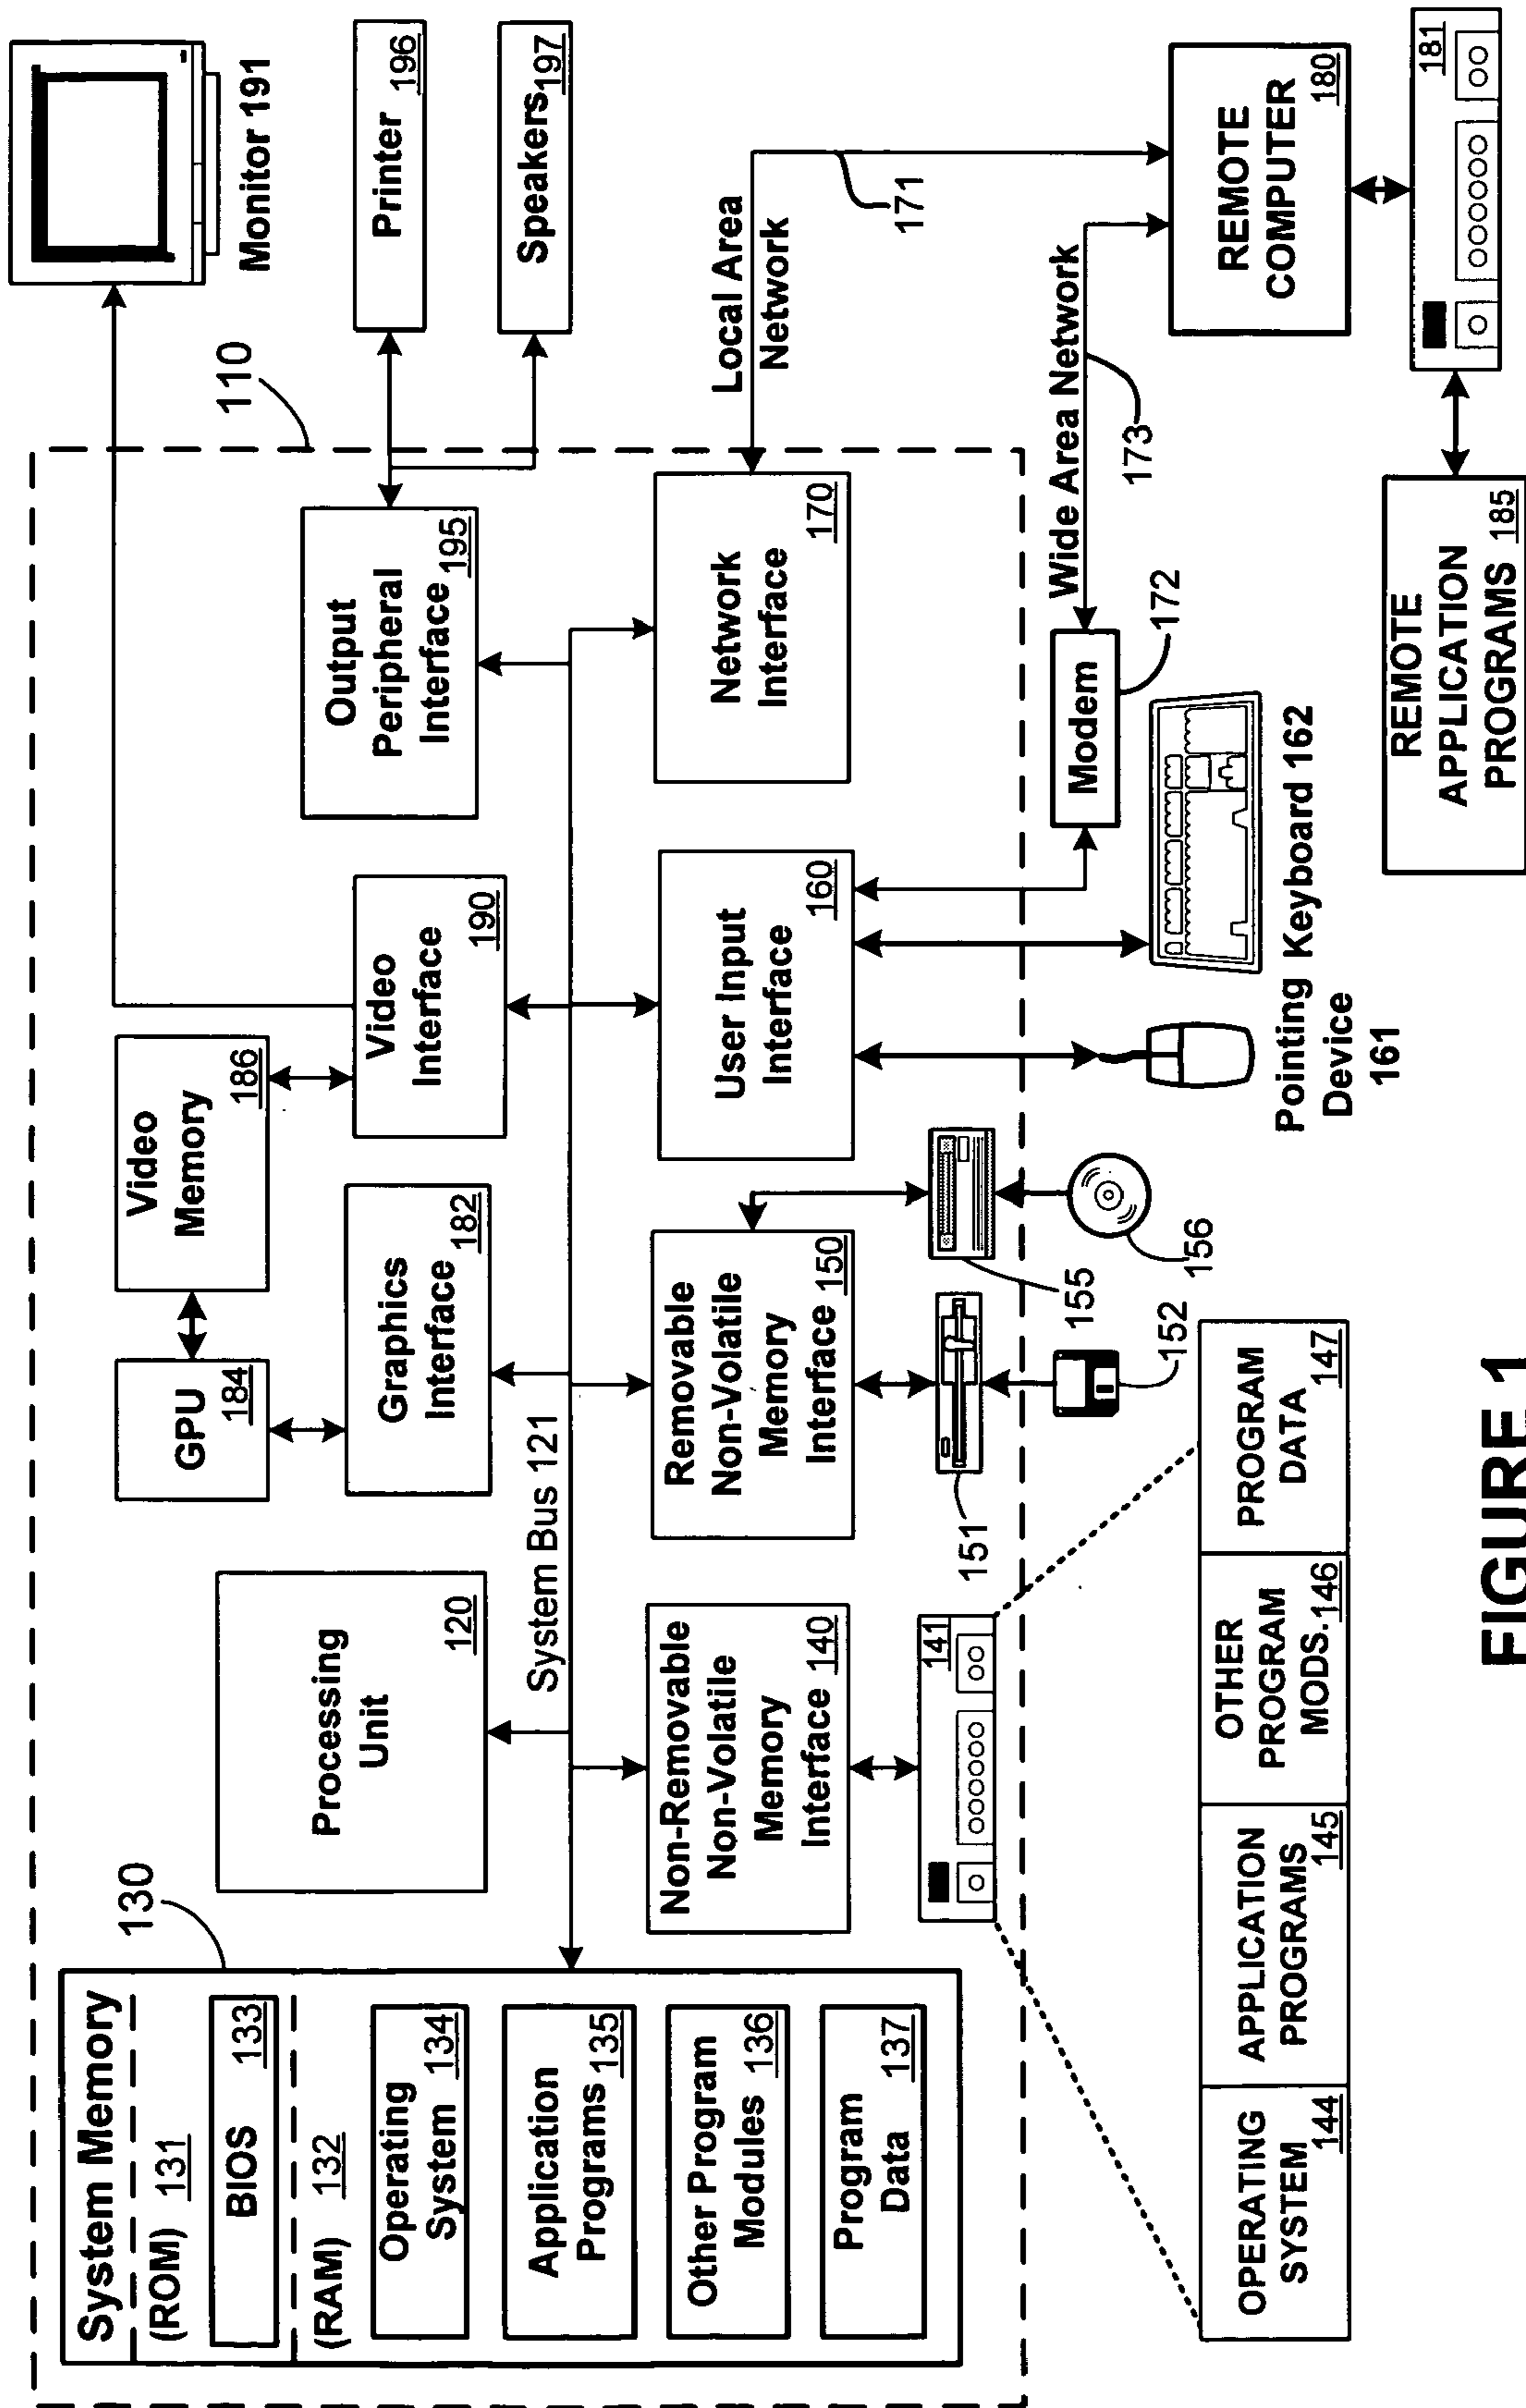 110
Monitor 191
System Memory
(ROM) 131
BIOS 133
(RAM) 132
Operating
System 134
Application
Programs 135
Other Program
Modules 136
Program
Data 137
130
Processing
Unit
120
GPU
184
Video
Memory
186
Graphics
Interface
182
Video
Interface
190
Output
Peripheral
Interface 195
Printer
196
Speakers 197
System Bus 121
Non-Removable
Non-Volatile
Memory
Interface 140
Removable
Non-Volatile
Memory
Interface 150
User Input
Interface
160
Network
Interface
170
Local Area
Network
171
141
151
155
152
156
Modem
172
Wide Area Network
173
Pointing
Device
161
Keyboard 162
REMOTE
COMPUTER
180
181
REMOTE
APPLICATION
PROGRAMS 185
OPERATING
SYSTEM 144
APPLICATION
PROGRAMS 145
OTHER
PROGRAM
MODS. 146
PROGRAM
DATA 147
FIGURE 1